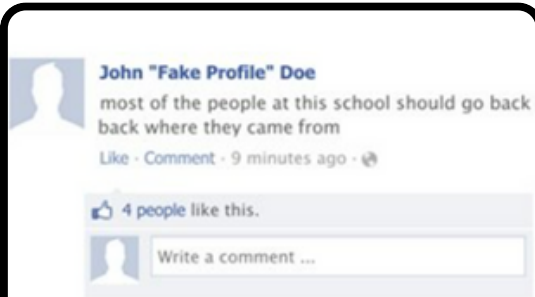 John "Fake Profile" Doe
most of the people at this school should go back
back where they came from
Like · Comment · 9 minutes ago ·
4 people like this.
Write a comment ...